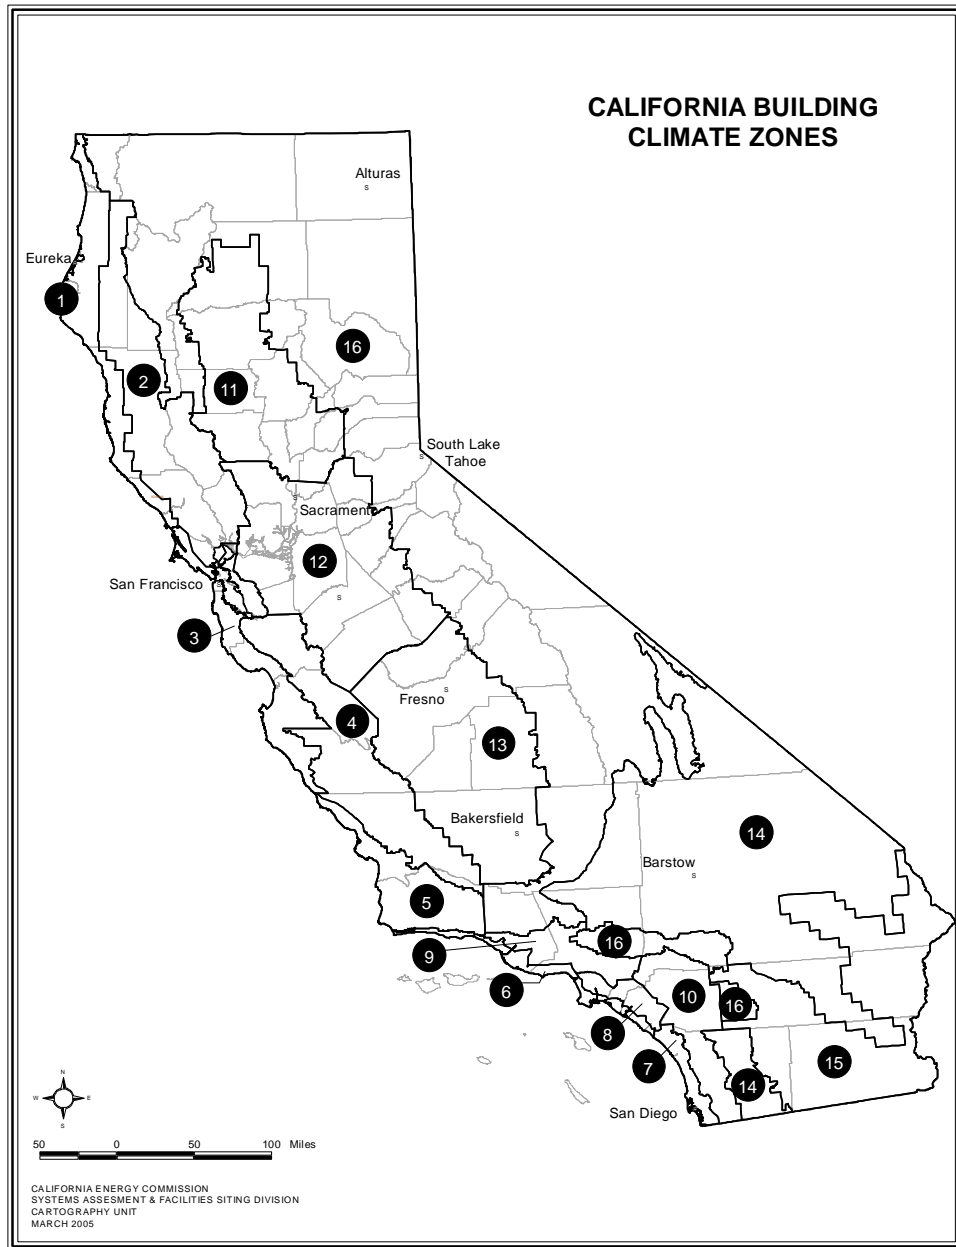 CALIFORNIA BUILDING
CLIMATE ZONES
Alturas
S
Eureka
1
16
2
11
South Lake
Tahoe
S
S
Sacramento
12
San Francisco
S
S
3
S
Fresno
S
4
13
Bakersfield
S
14
Barstow
S
5
16
9
6
10
16
8
15
7
14
San Diego
N
W
E
S
50
0
50
100 Miles
CALIFORNIA ENERGY COMMISSION
SYSTEMS ASSESMENT & FACILITIES SITING DIVISION
CARTOGRAPHY UNIT
MARCH 2005